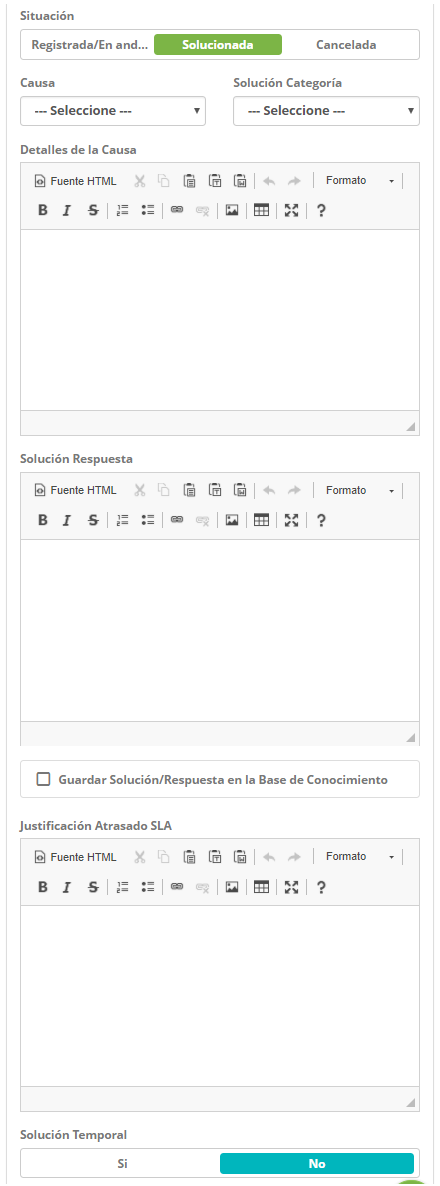 Situación
Registrada/En and... Solucionada Cancelada
Causa Solución Categoría
--- Seleccione --- --- Seleccione ---
Detalles de la Causa
Fuente HTML Formato
B I S ?
Solución Respuesta
Fuente HTML Formato
B I S ?
Guardar Solución/Respuesta en la Base de Conocimiento
Justificación Atrasado SLA
Fuente HTML Formato
B I S ?
Solución Temporal
Si No